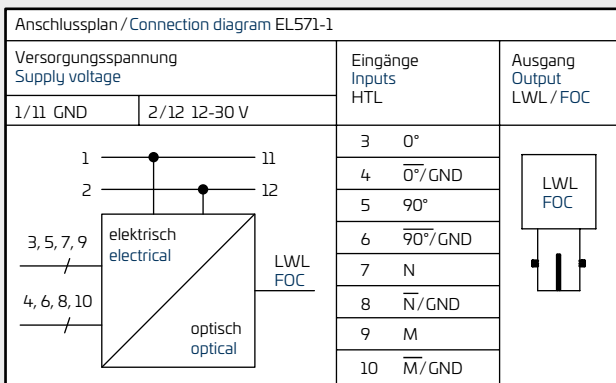 Anschlussplan / Connection diagram EL571-1
Versorgungsspannung
Supply voltage
1/11 GND
2/12 12-30 V
Eingänge
Inputs
HTL
Ausgang
Output
LWL / FOC
1
11
2
12
3, 5, 7, 9
4, 6, 8, 10
elektrisch
electrical
optisch
optical
LWL
FOC
3 0°
4 0̅°̅/GND
5 90°
6 9̅0̅°̅/GND
7 N
8 N̅/GND
9 M
10 M̅/GND
LWL
FOC